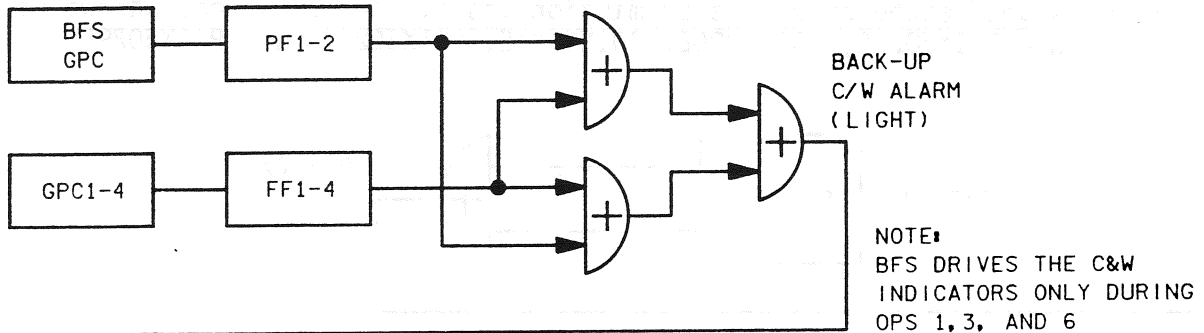 BFS
GPC
PF1-2
BACK-UP
C/W ALARM
(LIGHT)
GPC1-4
FF1-4
+
+
+
NOTE:
BFS DRIVES THE C&W
INDICATORS ONLY DURING
OPS 1, 3, AND 6